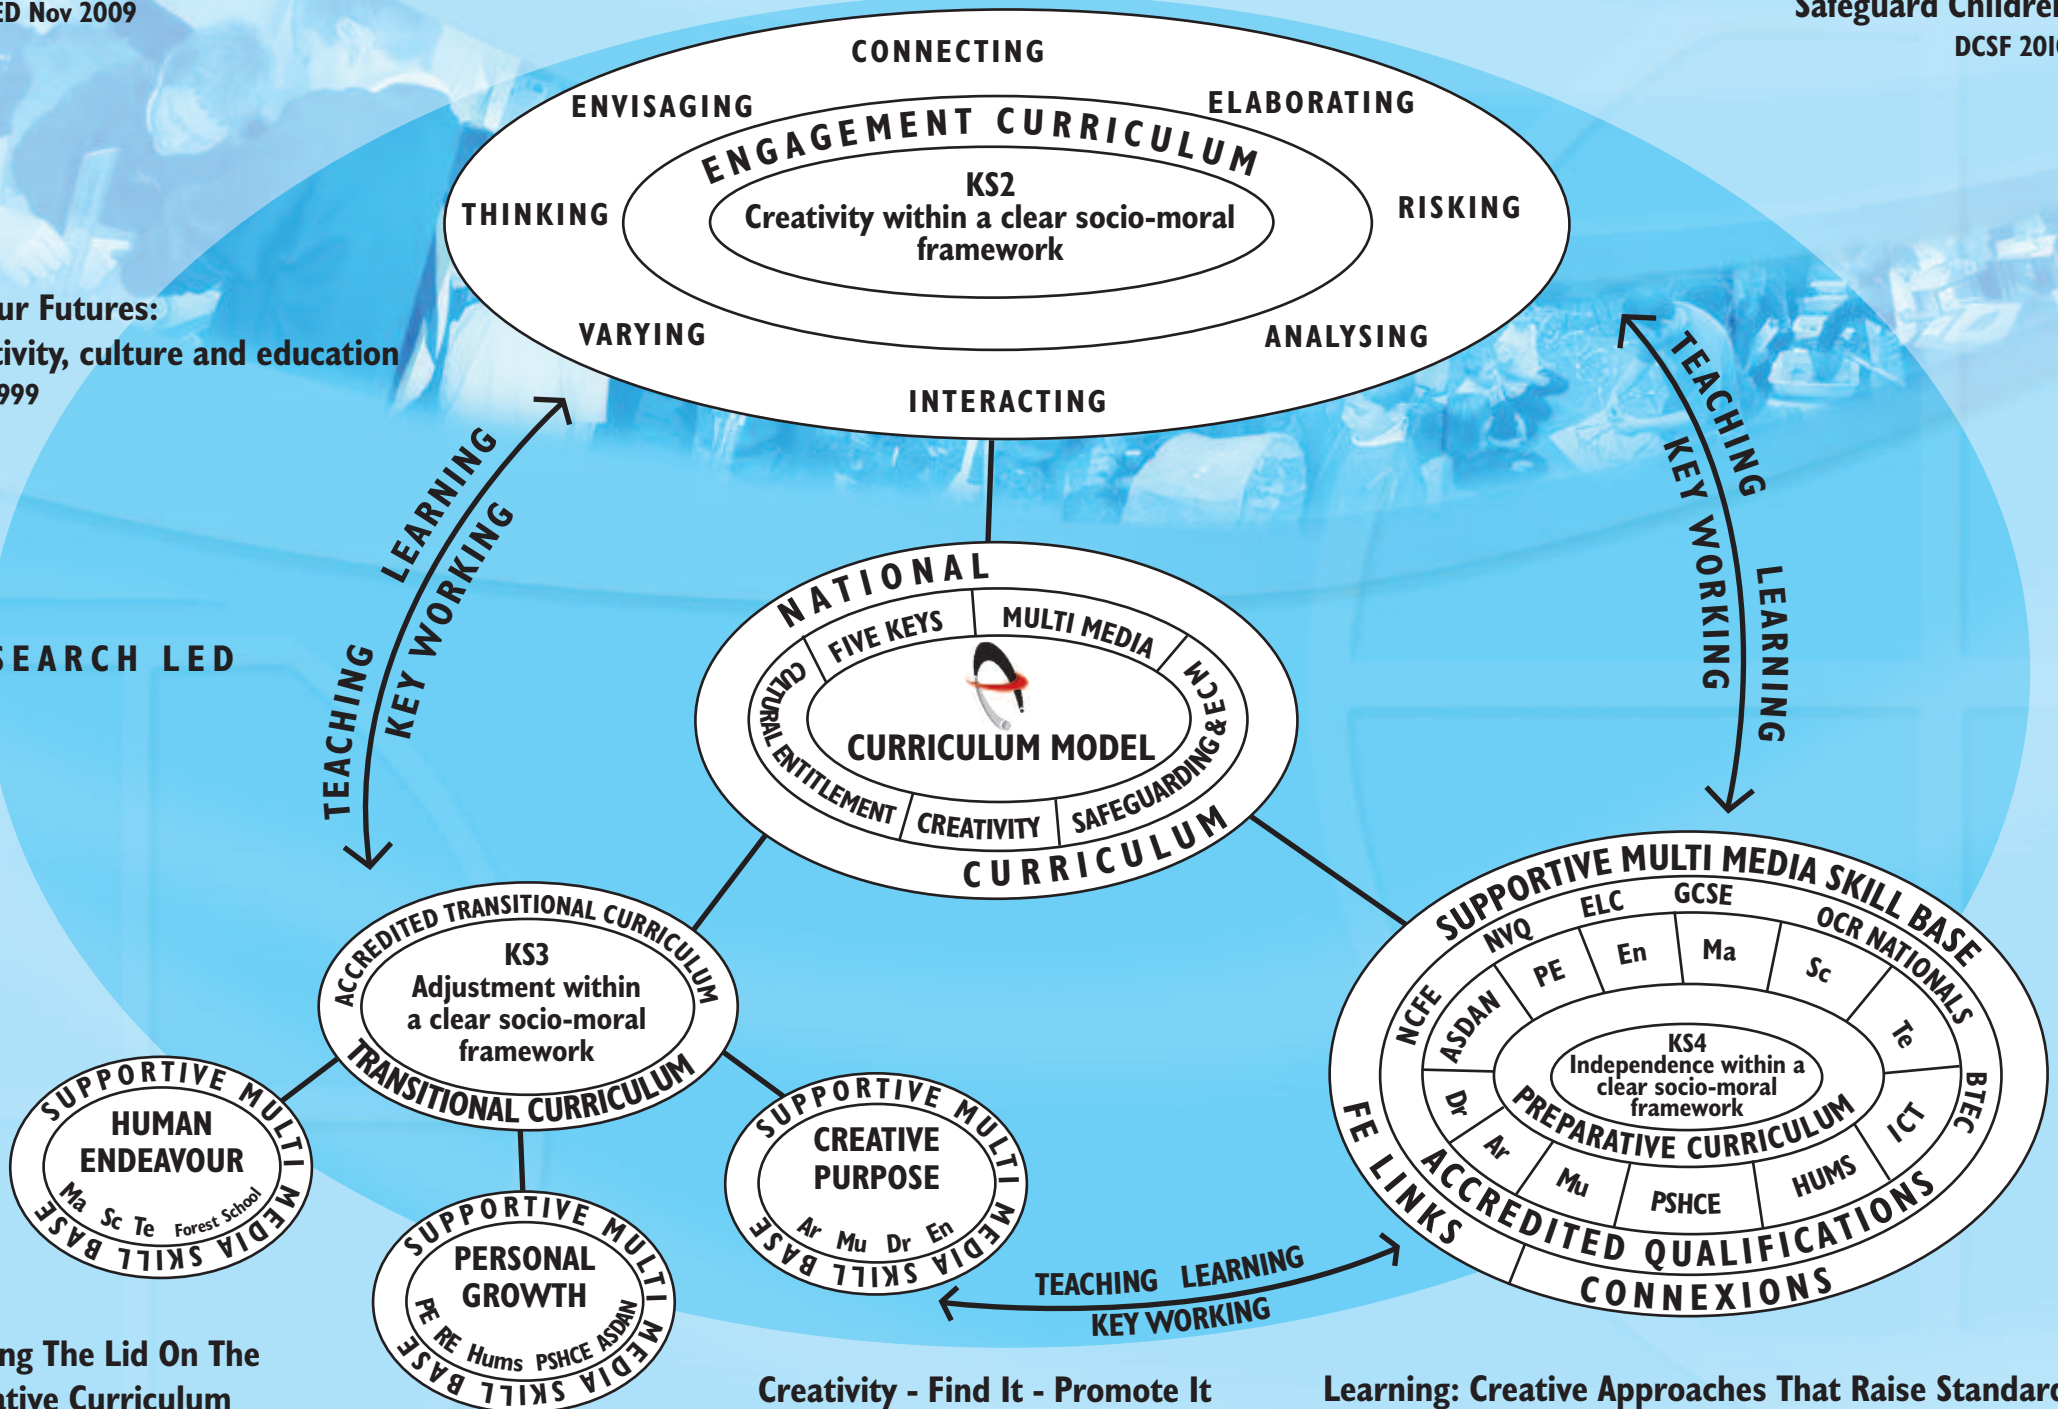 ED Nov 2009
Safeguard Children
DCSF 2010
CONNECTING
ENVISAGING
ELABORATING
ENGAGEMENT CURRICULUM
THINKING
RISKING
KS2
Creativity within a clear socio-moral
framework
VARYING
ANALYSING
INTERACTING
ur Futures:
tivity, culture and education
999
TEACHING LEARNING
KEY WORKING
TEACHING LEARNING
KEY WORKING
SEARCH LED
NATIONAL
FIVE KEYS
MULTI MEDIA
CULTURAL ENTITLEMENT
SAFEGUARDING & ECM
CURRICULUM MODEL
CREATIVITY
CURRICULUM
ACCREDITED TRANSITIONAL CURRICULUM
KS3
Adjustment within
a clear socio-moral
framework
TRANSITIONAL CURRICULUM
SUPPORTIVE MULTI MEDIA SKILL BASE
HUMAN
ENDEAVOUR
Ma Sc Te Forest School
SUPPORTIVE MULTI MEDIA SKILL BASE
PERSONAL
GROWTH
PE RE Hums PSHCE ASDAN
SUPPORTIVE MULTI MEDIA SKILL BASE
CREATIVE
PURPOSE
Ar Mu Dr En
TEACHING LEARNING
KEY WORKING
SUPPORTIVE MULTI MEDIA SKILL BASE
NCFE NVQ ELC GCSE OCR NATIONALS BTEC
ASDAN PE En Ma Sc Te
KS4
Independence within a
clear socio-moral
framework
PREPARATIVE CURRICULUM
Dr Ar Mu PSHCE HUMS ICT
ACCREDITED QUALIFICATIONS
FE LINKS
CONNEXIONS
ng The Lid On The
ative Curriculum
Creativity - Find It - Promote It
Learning: Creative Approaches That Raise Standard